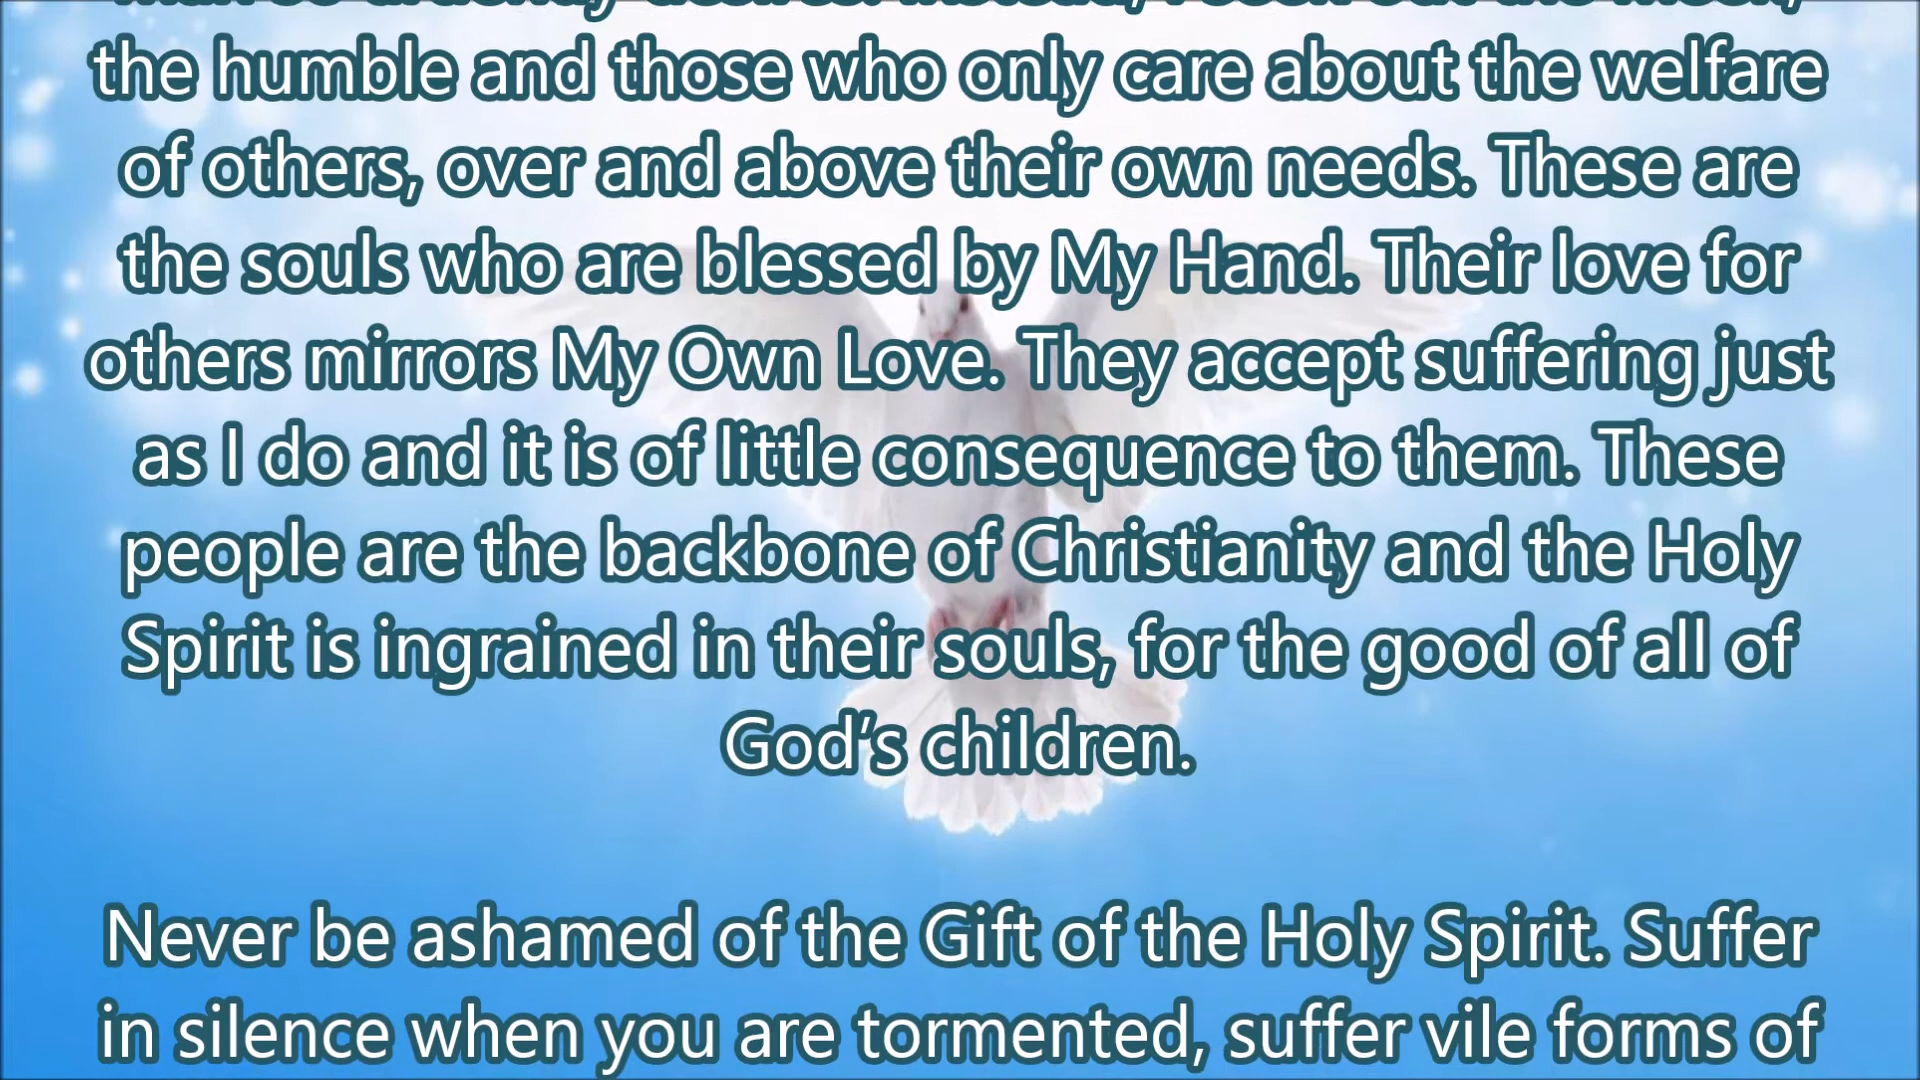 the humble and those who only care about the welfare
of others, over and above their own needs. These are
the souls who are blessed by My Hand. Their love for
others mirrors My Own Love. They accept suffering just
as I do and it is of little consequence to them. These
people are the backbone of Christianity and the Holy
Spirit is ingrained in their souls, for the good of all of
God’s children.
Never be ashamed of the Gift of the Holy Spirit. Suffer
in silence when you are tormented, suffer vile forms of